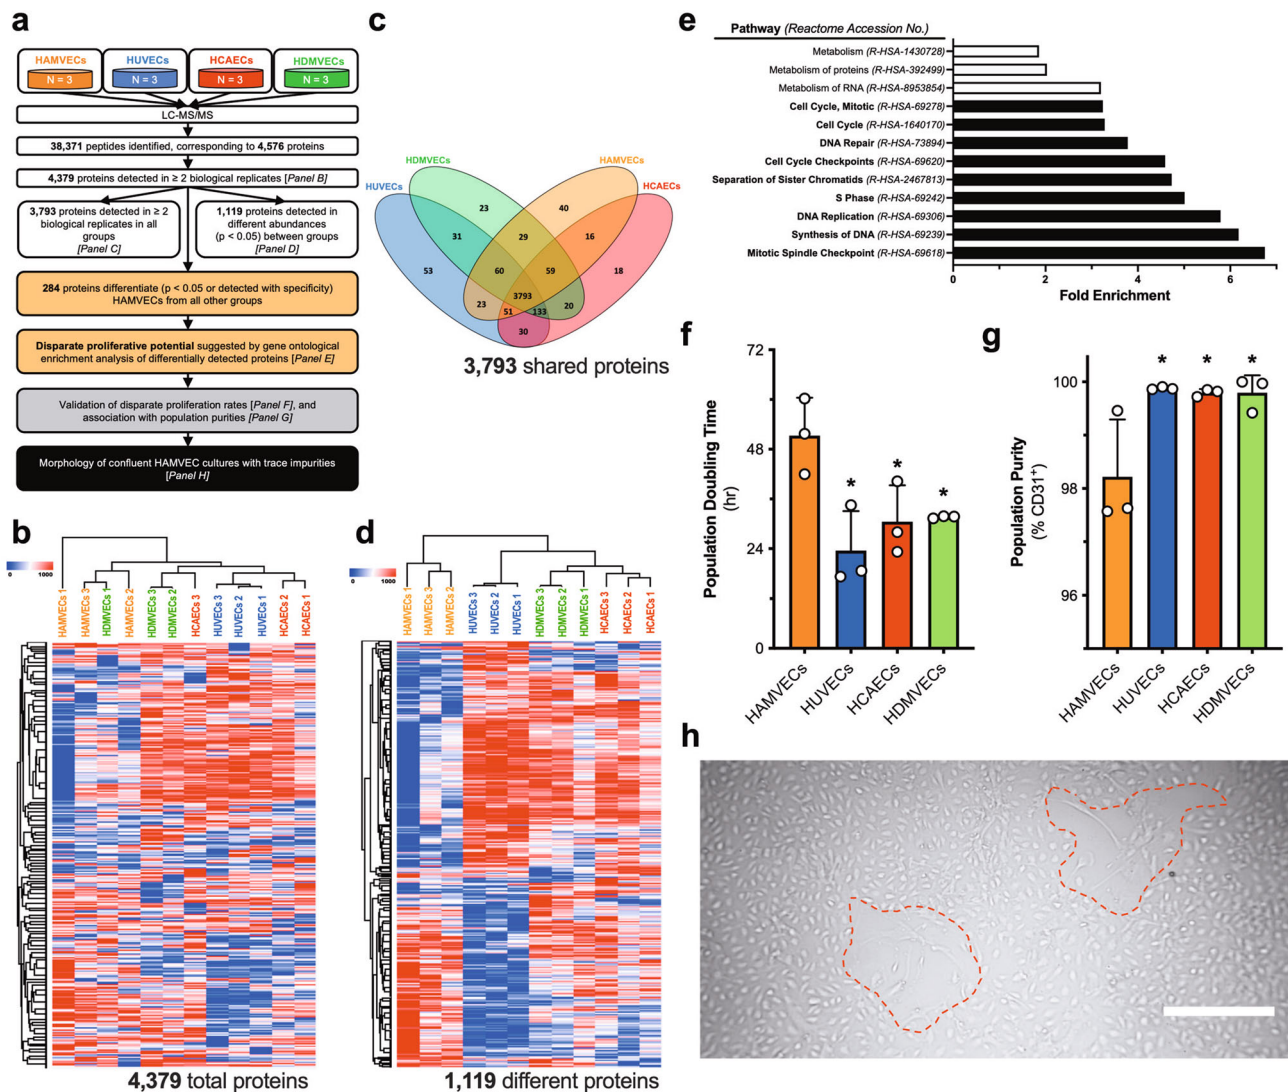 a
HAMVECs
N = 3
HUVECs
N = 3
HCAECs
N = 3
HDMVECs
N = 3
LC-MS/MS
38,371 peptides identified, corresponding to 4,576 proteins
4,379 proteins detected in ≥ 2 biological replicates [Panel B]
3,793 proteins detected in ≥ 2
biological replicates in all
groups
[Panel C]
1,119 proteins detected in
different abundances
(p < 0.05) between groups
[Panel D]
284 proteins differentiate (p < 0.05 or detected with specificity)
HAMVECs from all other groups
Disparate proliferative potential suggested by gene ontological
enrichment analysis of differentially detected proteins [Panel E]
Validation of disparate proliferation rates [Panel F], and
association with population purities [Panel G]
Morphology of confluent HAMVEC cultures with trace impurities
[Panel H]
b
0 1000
HAMVECs 1
HAMVECs 3
HDMVECs 1
HAMVECs 2
HDMVECs 3
HDMVECs 2
HCAECs 3
HUVECs 3
HUVECs 2
HUVECs 1
HCAECs 2
HCAECs 1
4,379 total proteins
c
HDMVECs
HAMVECs
HUVECs
HCAECs
23
40
31
29
16
53
60
59
18
23
3793
51
133
20
30
3,793 shared proteins
d
0 1000
HAMVECs 1
HAMVECs 3
HAMVECs 2
HUVECs 3
HUVECs 2
HUVECs 1
HDMVECs 3
HDMVECs 2
HDMVECs 1
HCAECs 3
HCAECs 2
HCAECs 1
1,119 different proteins
e
Pathway (Reactome Accession No.)
Metabolism (R-HSA-1430728)
Metabolism of proteins (R-HSA-392499)
Metabolism of RNA (R-HSA-8953854)
Cell Cycle, Mitotic (R-HSA-69278)
Cell Cycle (R-HSA-1640170)
DNA Repair (R-HSA-73894)
Cell Cycle Checkpoints (R-HSA-69620)
Separation of Sister Chromatids (R-HSA-2467813)
S Phase (R-HSA-69242)
DNA Replication (R-HSA-69306)
Synthesis of DNA (R-HSA-69239)
Mitotic Spindle Checkpoint (R-HSA-69618)
0 2 4 6
Fold Enrichment
f
Population Doubling Time
(hr)
72
48
24
0
*
*
*
HAMVECs
HUVECs
HCAECs
HDMVECs
g
Population Purity
(% CD31+)
100
98
96
*
*
*
HAMVECs
HUVECs
HCAECs
HDMVECs
h